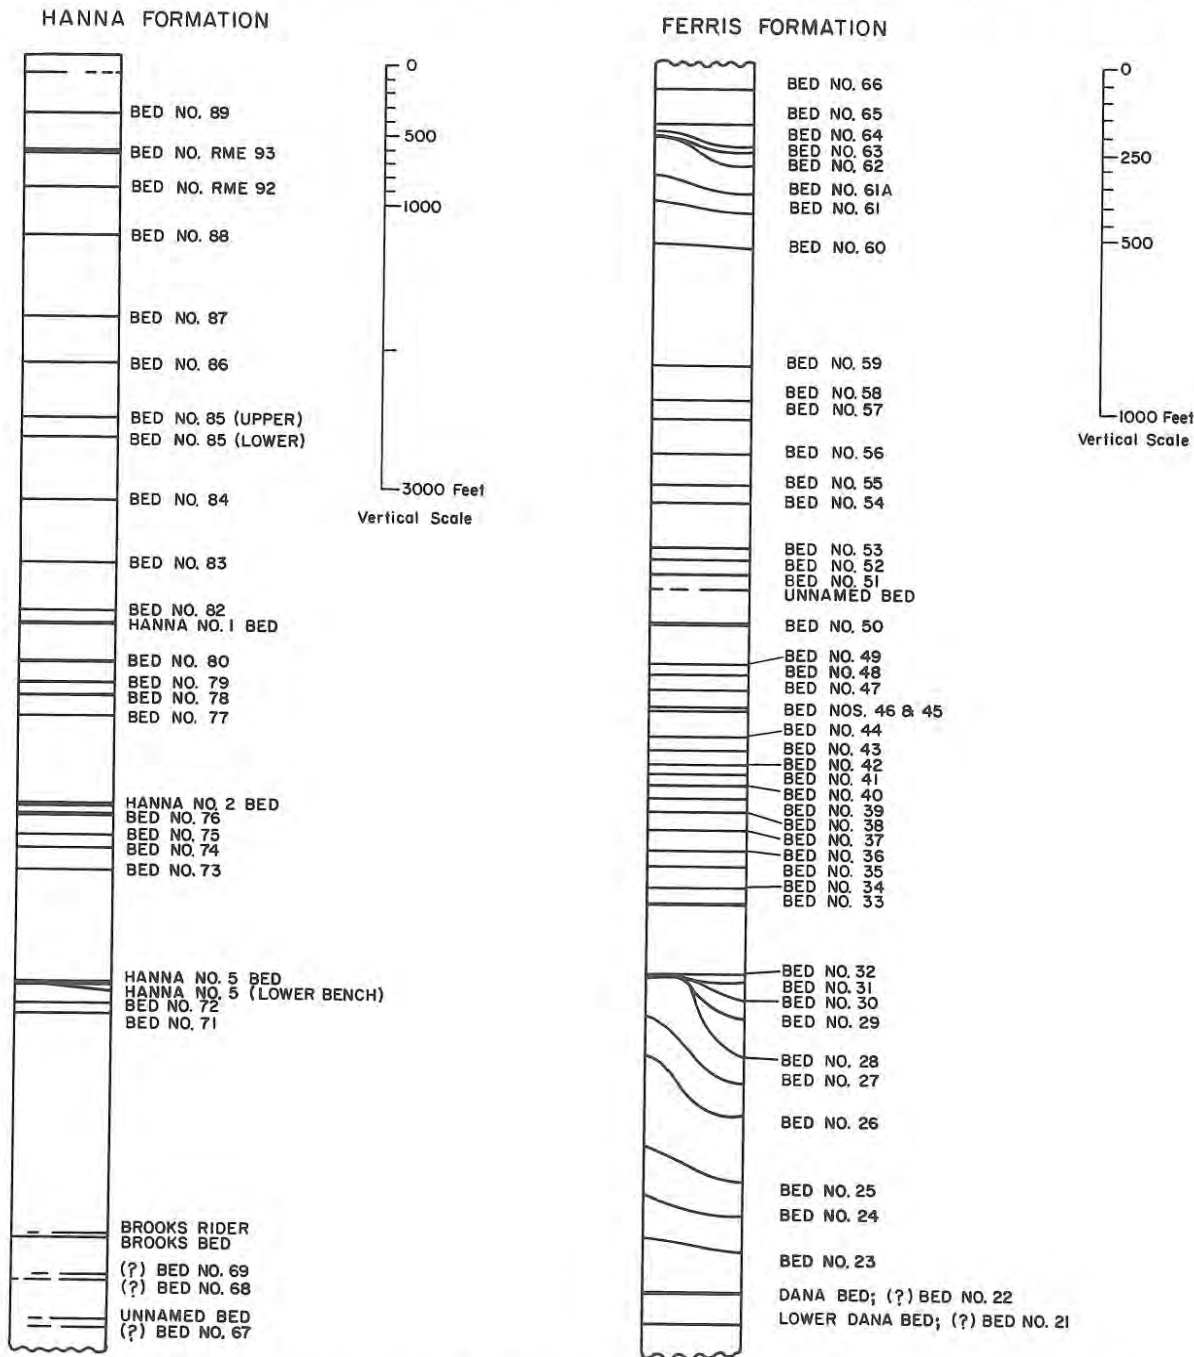 HANNA FORMATION
BED NO. 89
BED NO. RME 93
BED NO. RME 92
BED NO. 88
BED NO. 87
BED NO. 86
BED NO. 85 (UPPER)
BED NO. 85 (LOWER)
BED NO. 84
BED NO. 83
BED NO. 82
HANNA NO. 1 BED
BED NO. 80
BED NO. 79
BED NO. 78
BED NO. 77
HANNA NO. 2 BED
BED NO. 76
BED NO. 75
BED NO. 74
BED NO. 73
HANNA NO. 5 BED
HANNA NO. 5 (LOWER BENCH)
BED NO. 72
BED NO. 71
BROOKS RIDER
BROOKS BED
(?) BED NO. 69
(?) BED NO. 68
UNNAMED BED
(?) BED NO. 67
0
500
1000
3000 Feet
Vertical Scale
FERRIS FORMATION
BED NO. 66
BED NO. 65
BED NO. 64
BED NO. 63
BED NO. 62
BED NO. 61A
BED NO. 61
BED NO. 60
BED NO. 59
BED NO. 58
BED NO. 57
BED NO. 56
BED NO. 55
BED NO. 54
BED NO. 53
BED NO. 52
BED NO. 51
UNNAMED BED
BED NO. 50
BED NO. 49
BED NO. 48
BED NO. 47
BED NOS. 46 & 45
BED NO. 44
BED NO. 43
BED NO. 42
BED NO. 41
BED NO. 40
BED NO. 39
BED NO. 38
BED NO. 37
BED NO. 36
BED NO. 35
BED NO. 34
BED NO. 33
BED NO. 32
BED NO. 31
BED NO. 30
BED NO. 29
BED NO. 28
BED NO. 27
BED NO. 26
BED NO. 25
BED NO. 24
BED NO. 23
DANA BED; (?) BED NO. 22
LOWER DANA BED; (?) BED NO. 21
0
250
500
1000 Feet
Vertical Scale